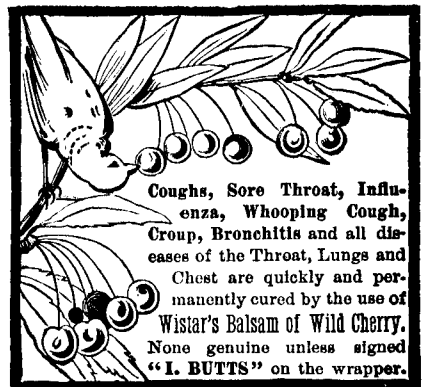 Coughs, Sore Throat, Influ-
enza, Whooping Cough,
Croup, Bronchitis and all dis-
eases of the Throat, Lungs and
Chest are quickly and per-
manently cured by the use of
Wistar's Balsam of Wild Cherry.
None genuine unless signed
"I. BUTTS" on the wrapper.